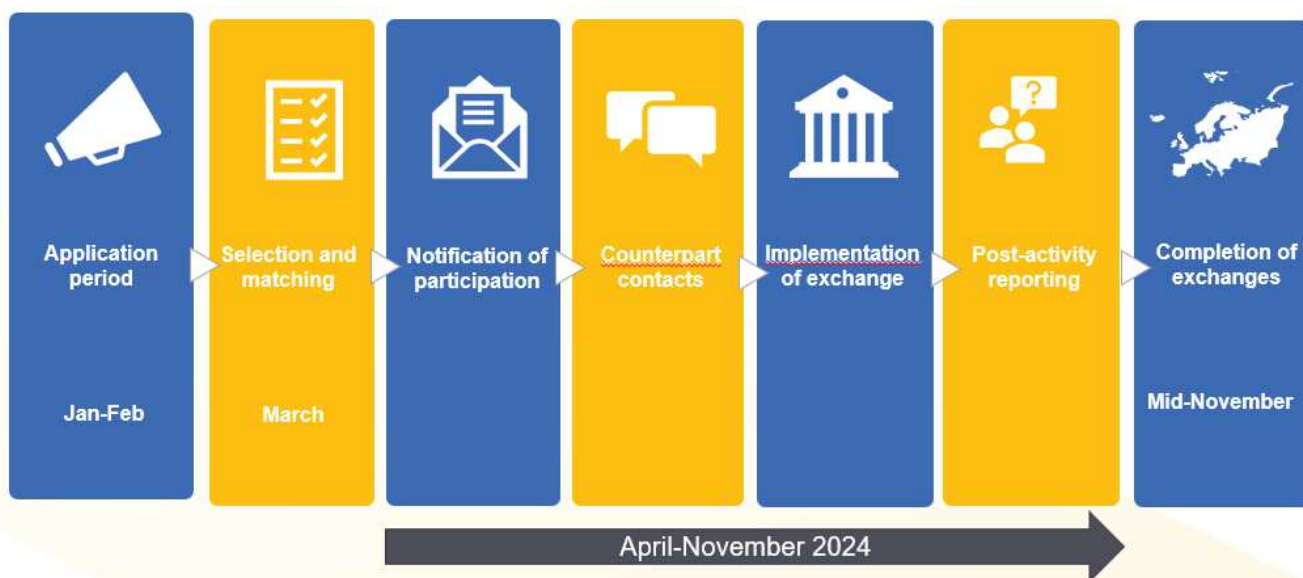 Application
period
Selection and
matching
Notification of
participation
Counterpart
contacts
Implementation
of exchange
?
Post-activity
reporting
Completion of
exchanges
Jan-Feb
March
Mid-November
April-November 2024